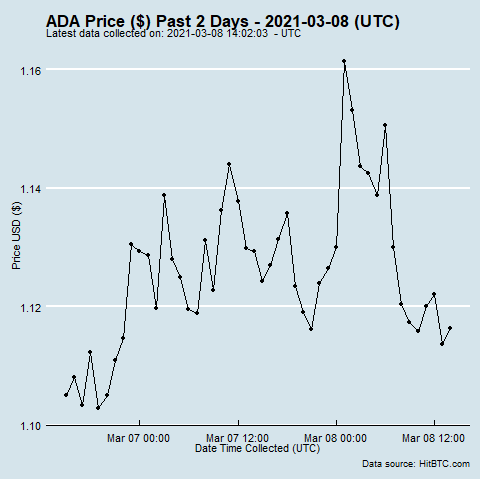 ADA Price ($) Past 2 Days - 2021-03-08 (UTC)
Latest data collected on: 2021-03-08 14:02:03 - UTC
1.16
1.14
1.12
1.10
Price USD ($)
Mar 07 00:00 Mar 07 12:00 Mar 08 00:00 Mar 08 12:00
Date Time Collected (UTC)
Data source: HitBTC.com